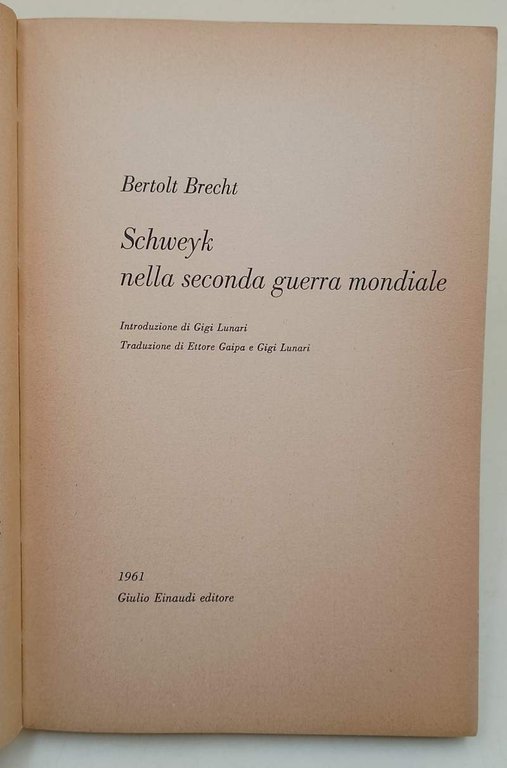 Bertolt Brecht
Schweyk
nella seconda guerra mondiale
Introduzione di Gigi Lunari
Traduzione di Ettore Gaipa e Gigi Lunari
1961
Giulio Einaudi editore